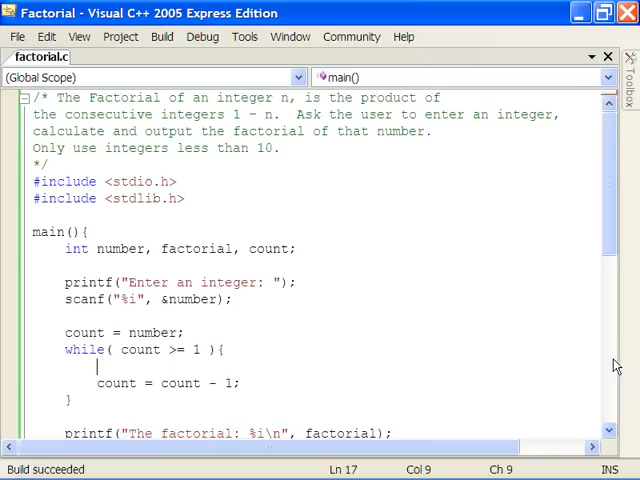 Factorial - Visual C++ 2005 Express Edition
File Edit View Project Build Debug Tools Window Community Help
factorial.c
(Global Scope) main()
Toolbox
/* The Factorial of an integer n, is the product of
the consecutive integers 1 - n.  Ask the user to enter an integer,
calculate and output the factorial of that number.
Only use integers less than 10.
*/
#include <stdio.h>
#include <stdlib.h>
main(){
int number, factorial, count;
printf("Enter an integer: ");
scanf("%i", &number);
count = number;
while( count >= 1 ){
count = count - 1;
}
printf("The factorial: %i\n", factorial);
Build succeeded Ln 17 Col 9 Ch 9 INS